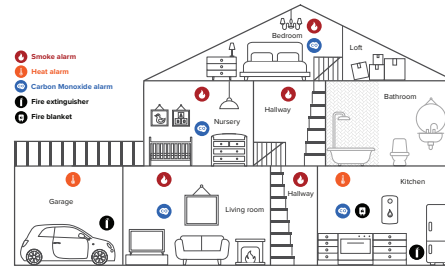 Bedroom
Loft
Smoke alarm
Heat alarm
Carbon Monoxide alarm
Fire extinguisher
Fire blanket
Nursery
Hallway
Bathroom
Garage
Living room
Hallway
Kitchen